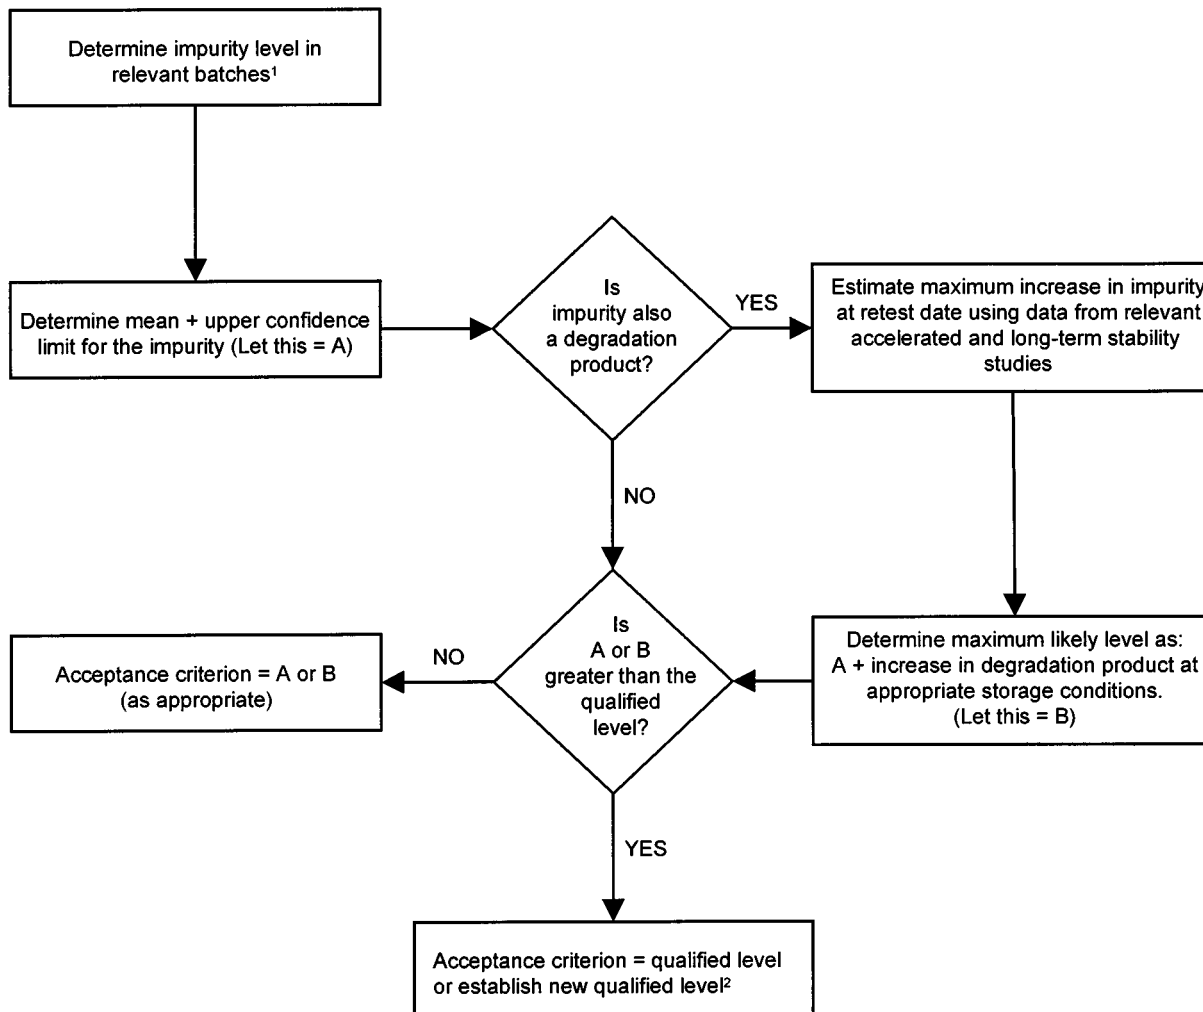 Determine impurity level in
relevant batches¹
Determine mean + upper confidence
limit for the impurity (Let this = A)
Is
impurity also
a degradation
product?
YES
Estimate maximum increase in impurity
at retest date using data from relevant
accelerated and long-term stability
studies
NO
Determine maximum likely level as:
A + increase in degradation product at
appropriate storage conditions.
(Let this = B)
Is
A or B
greater than the
qualified
level?
NO
Acceptance criterion = A or B
(as appropriate)
YES
Acceptance criterion = qualified level
or establish new qualified level²